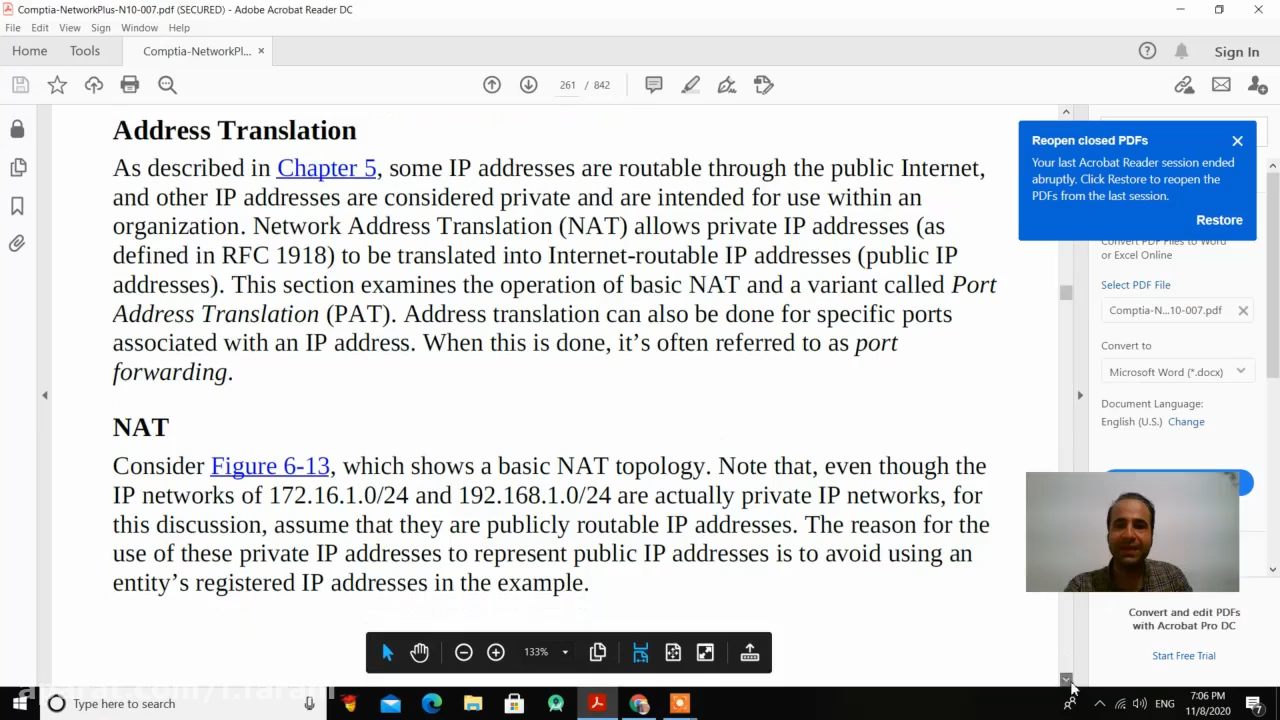 Comptia-NetworkPlus-N10-007.pdf (SECURED) - Adobe Acrobat Reader DC
File Edit View Sign Window Help
Home Tools Comptia-NetworkPl... × Sign In
261 / 842
Address Translation
As described in Chapter 5, some IP addresses are routable through the public Internet,
and other IP addresses are considered private and are intended for use within an
organization. Network Address Translation (NAT) allows private IP addresses (as
defined in RFC 1918) to be translated into Internet-routable IP addresses (public IP
addresses). This section examines the operation of basic NAT and a variant called Port
Address Translation (PAT). Address translation can also be done for specific ports
associated with an IP address. When this is done, it’s often referred to as port
forwarding.
NAT
Consider Figure 6-13, which shows a basic NAT topology. Note that, even though the
IP networks of 172.16.1.0/24 and 192.168.1.0/24 are actually private IP networks, for
this discussion, assume that they are publicly routable IP addresses. The reason for the
use of these private IP addresses to represent public IP addresses is to avoid using an
entity’s registered IP addresses in the example.
Reopen closed PDFs
Your last Acrobat Reader session ended
abruptly. Click Restore to reopen the
PDFs from the last session.
Restore
Convert PDF Files to Word
or Excel Online
Select PDF File
Comptia-N...10-007.pdf
Convert to
Microsoft Word (*.docx)
Document Language:
English (U.S.) Change
Convert and edit PDFs
with Acrobat Pro DC
Start Free Trial
133%
Type here to search
ENG
7:06 PM
11/8/2020
7